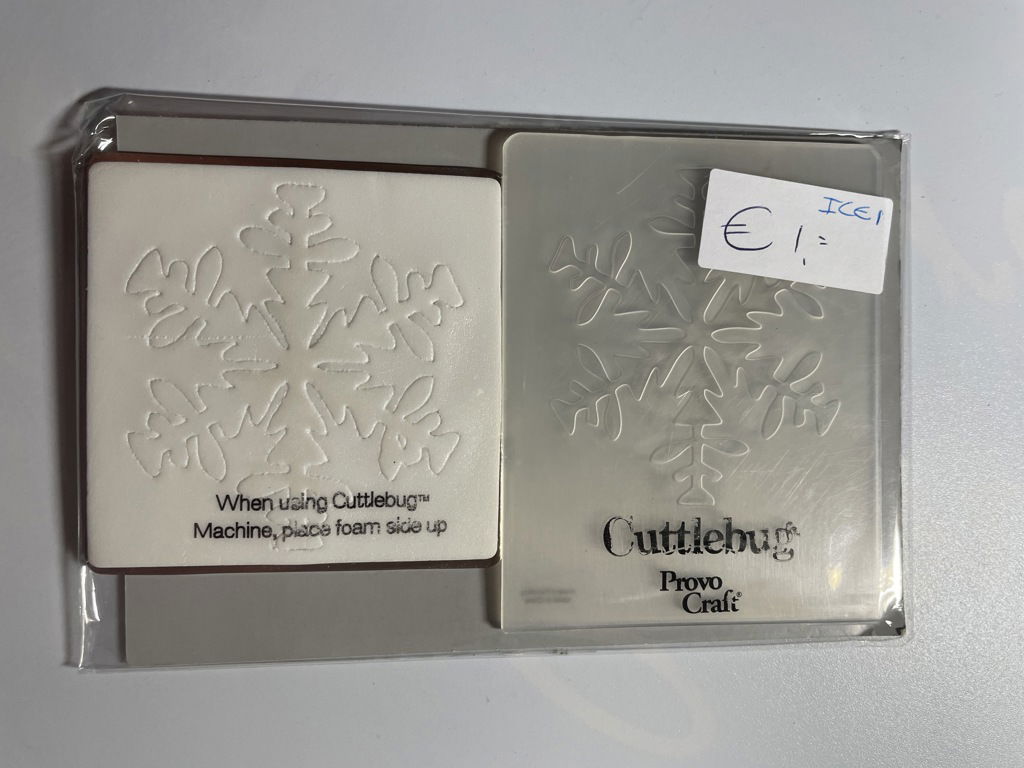 When using Cuttlebug™
Machine, place foam side up
ICE1
€ 1,=
Cuttlebug
Provo
Craft®